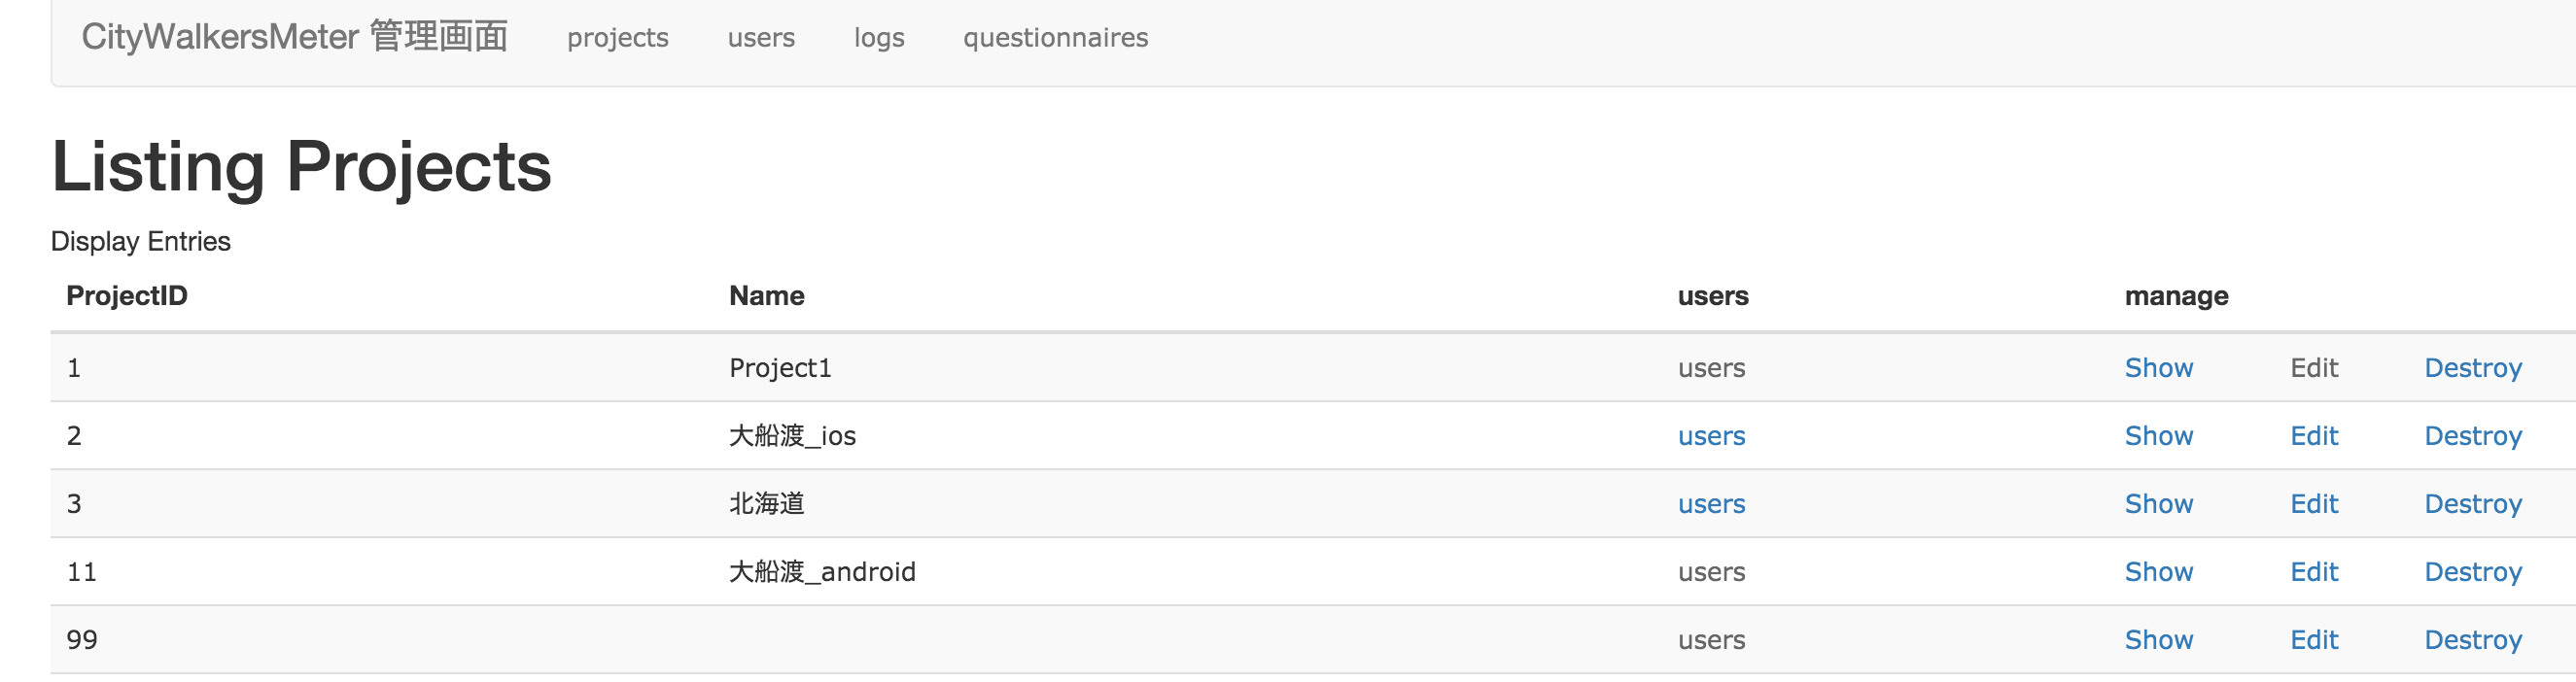 CityWalkersMeter 管理画面 projects users logs questionnaires
Listing Projects
Display Entries
ProjectID Name users manage
1 Project1 users Show Edit Destroy
2 大船渡_ios users Show Edit Destroy
3 北海道 users Show Edit Destroy
11 大船渡_android users Show Edit Destroy
99 users Show Edit Destroy